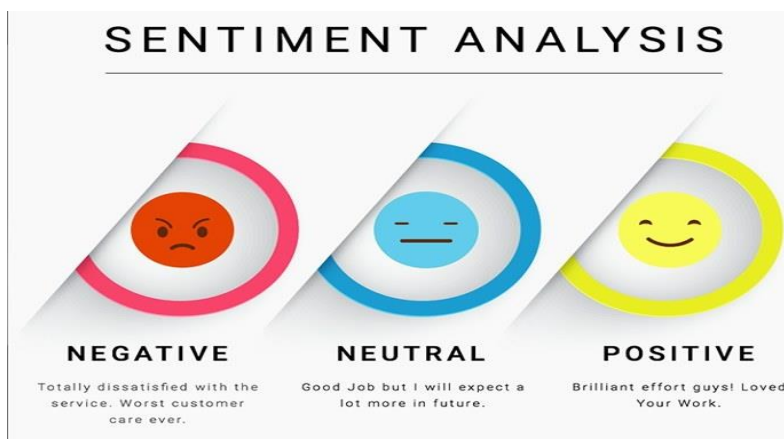 SENTIMENT ANALYSIS
NEGATIVE
Totally dissatisfied with the
service. Worst customer
care ever.
NEUTRAL
Good Job but I will expect a
lot more in future.
POSITIVE
Brilliant effort guys! Loved
Your Work.